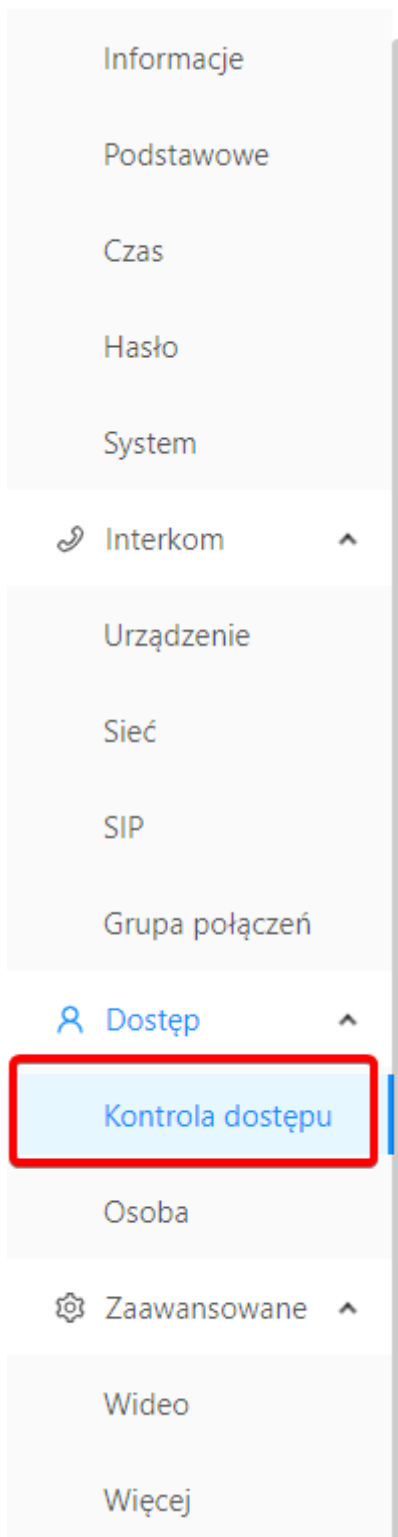 Informacje
Podstawowe
Czas
Hasło
System
Interkom
Urządzenie
Sieć
SIP
Grupa połączeń
Dostęp
Kontrola dostępu
Osoba
Zaawansowane
Wideo
Więcej